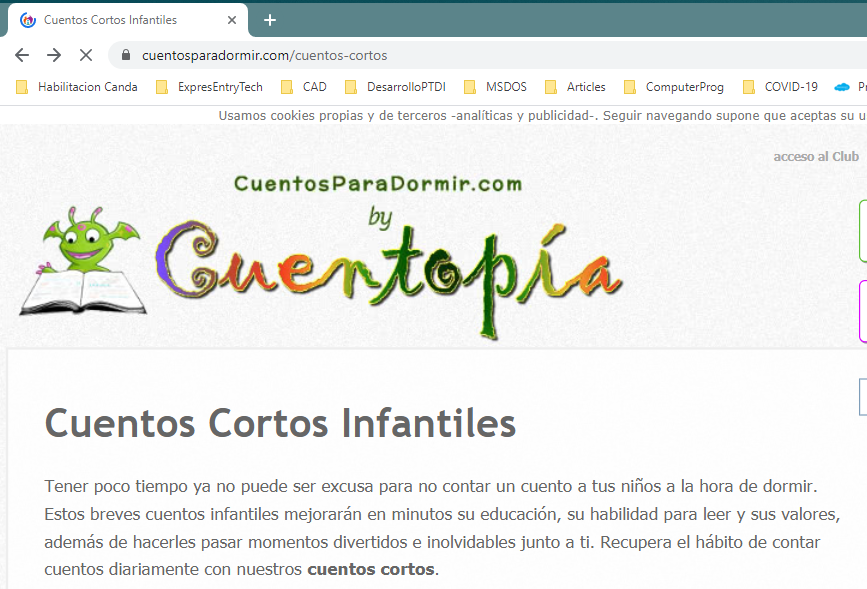 Cuentos Cortos Infantiles
cuentosparadormir.com/cuentos-cortos
Habilitacion Canda ExpresEntryTech CAD DesarrolloPTDI MSDOS Articles ComputerProg COVID-19
Usamos cookies propias y de terceros -analíticas y publicidad-. Seguir navegando supone que aceptas su u
acceso al Club
CuentosParaDormir.com
by
Cuentopía
Cuentos Cortos Infantiles
Tener poco tiempo ya no puede ser excusa para no contar un cuento a tus niños a la hora de dormir.
Estos breves cuentos infantiles mejorarán en minutos su educación, su habilidad para leer y sus valores,
además de hacerles pasar momentos divertidos e inolvidables junto a ti. Recupera el hábito de contar
cuentos diariamente con nuestros cuentos cortos.